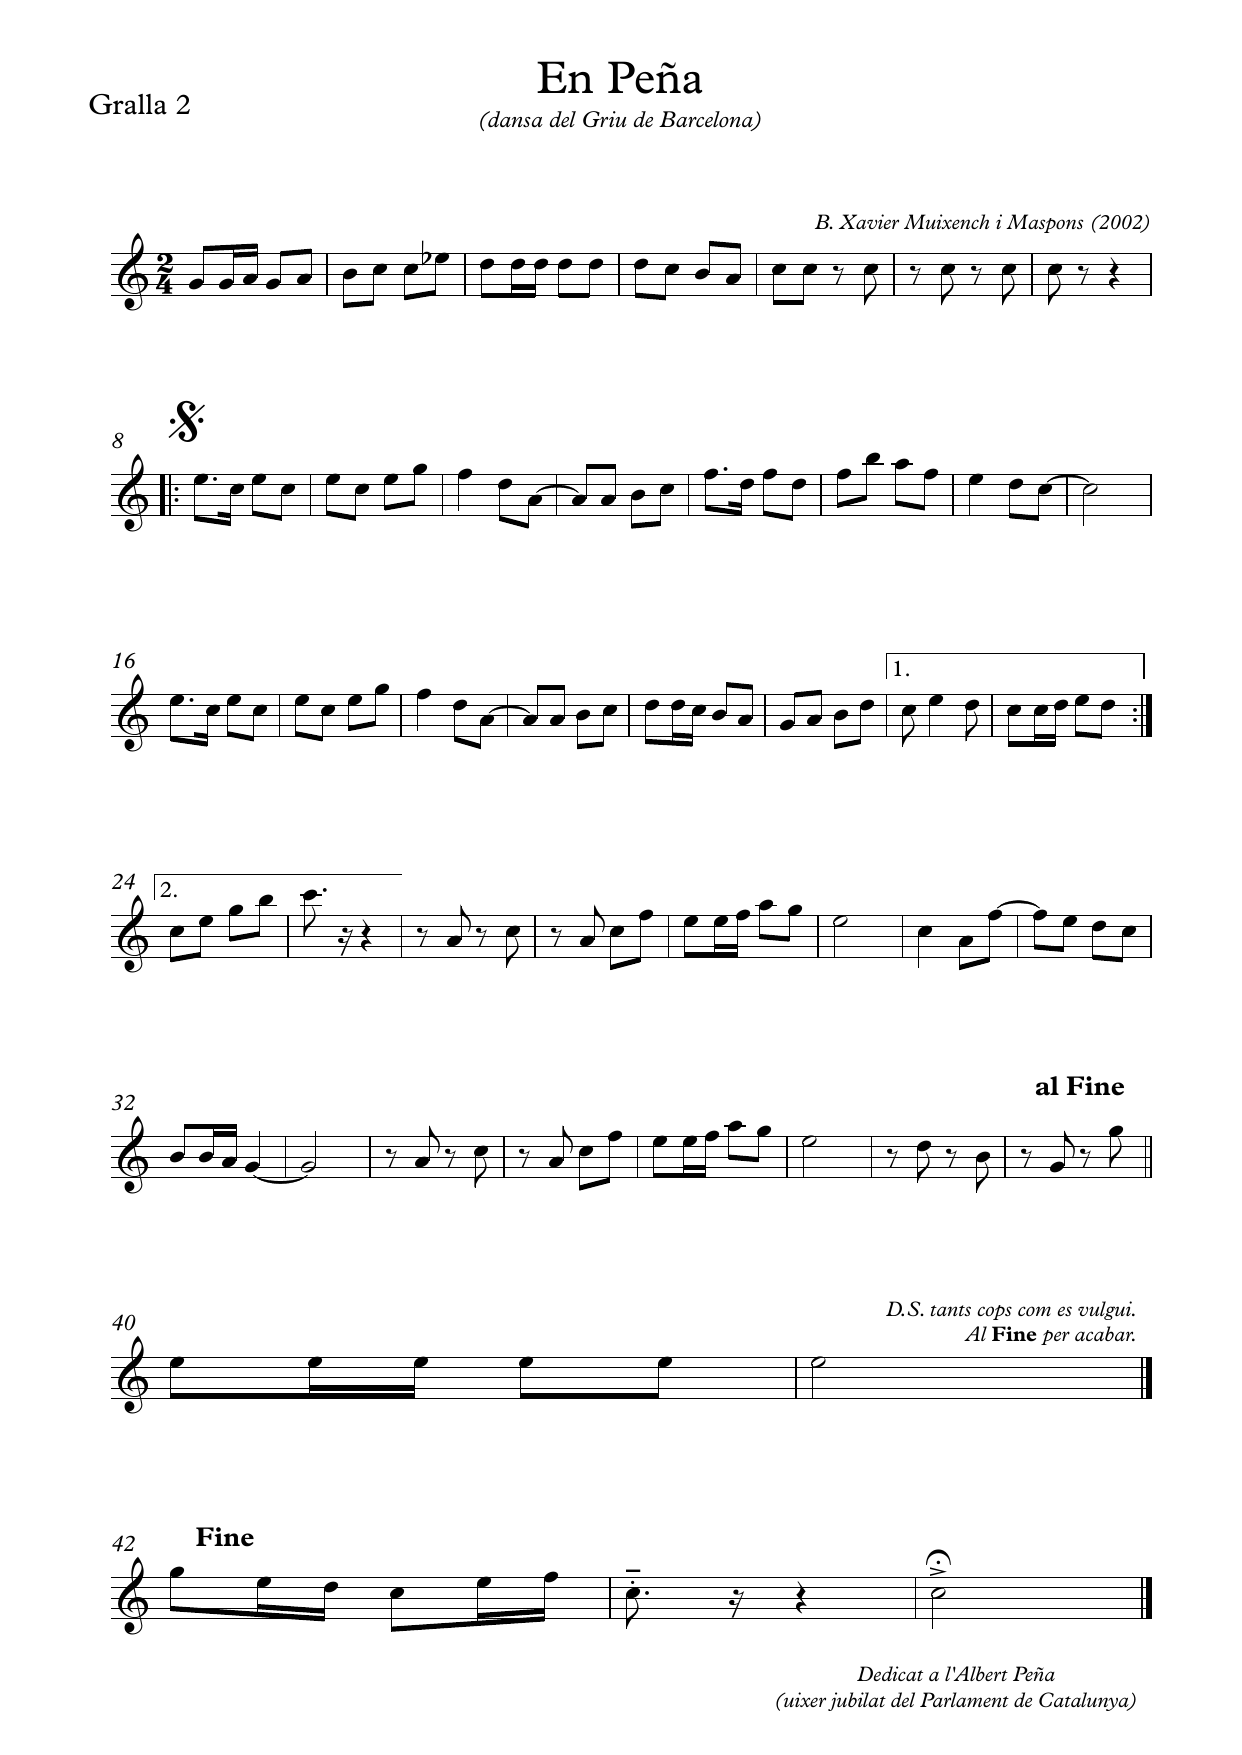 En Peña
Gralla 2
(dansa del Griu de Barcelona)
B. Xavier Muixench i Maspons (2002)
2
4
8
16
1.
24
2.
32
al Fine
40
D.S. tants cops com es vulgui.
Al Fine per acabar.
42
Fine
Dedicat a l'Albert Peña
(uixer jubilat del Parlament de Catalunya)